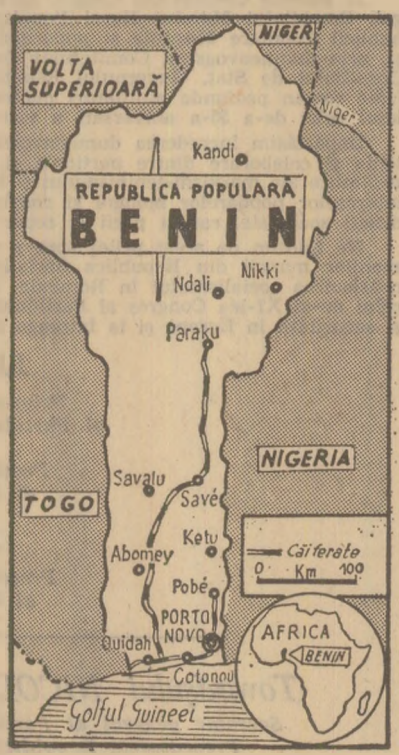 NIGER
VOLTA
SUPERIOARĂ
Niger
Kandi
REPUBLICA POPULARĂ
BENIN
Nikki
Ndali
Paraku
NIGERIA
Savalu
Savé
TOGO
Căi ferate
0 Km 100
Ketu
Abomey
Pobé
PORTO
NOVO
Ouidah
Cotonou
AFRICA
BENIN
Golful Guineei